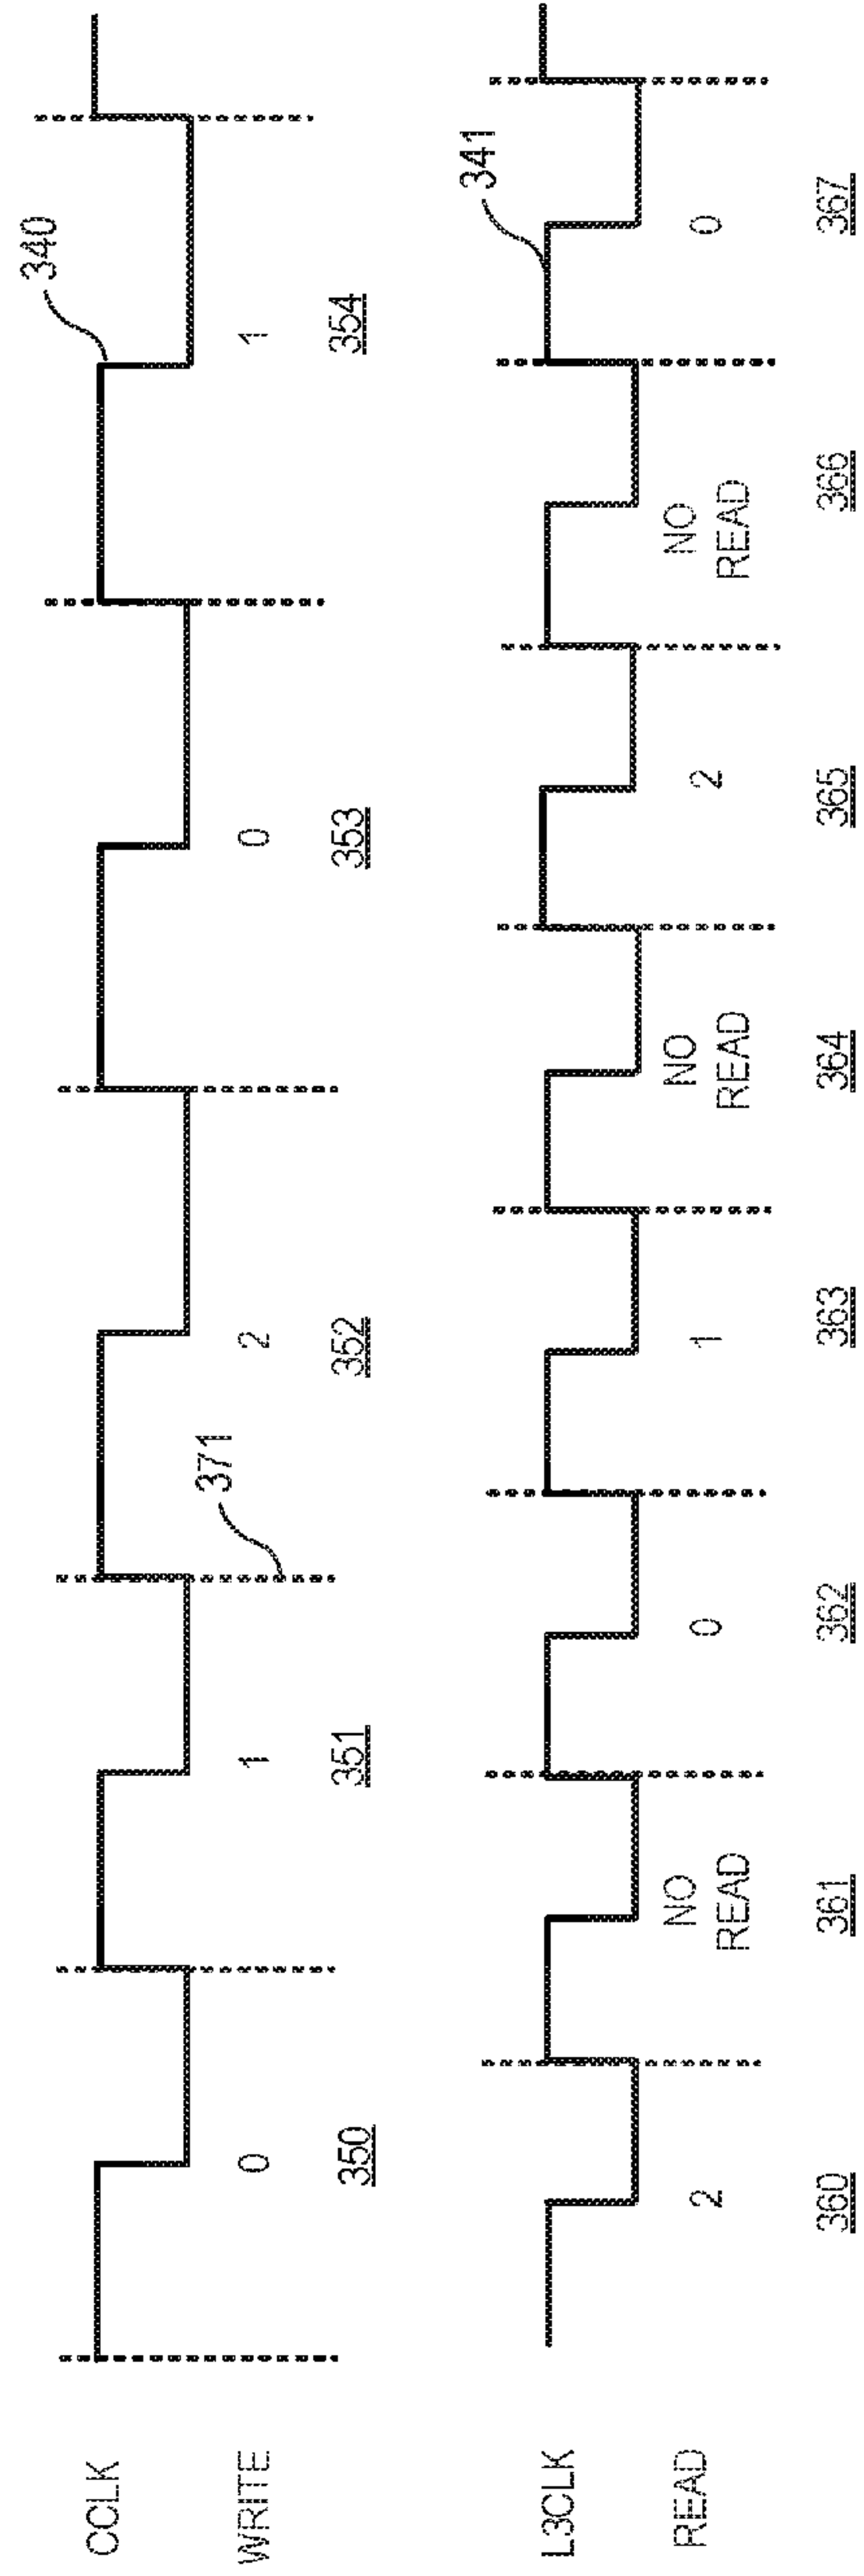 CCLK
340
WRITE 0 1 2 0 1
371
350 351 352 353 354
L3CLK
341
READ 2 NO READ 0 1 NO READ 2 NO READ 0
360 361 362 363 364 365 366 367